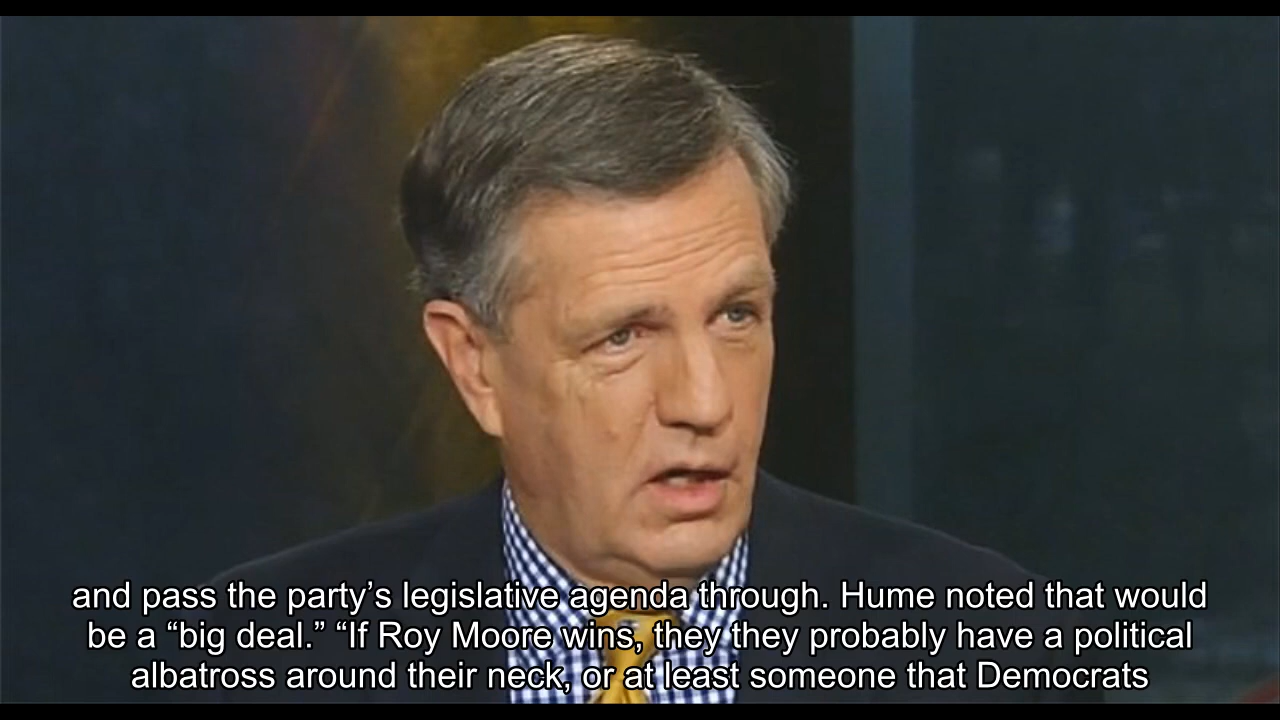 and pass the party’s legislative agenda through. Hume noted that would
be a “big deal.” “If Roy Moore wins, they they probably have a political
albatross around their neck, or at least someone that Democrats